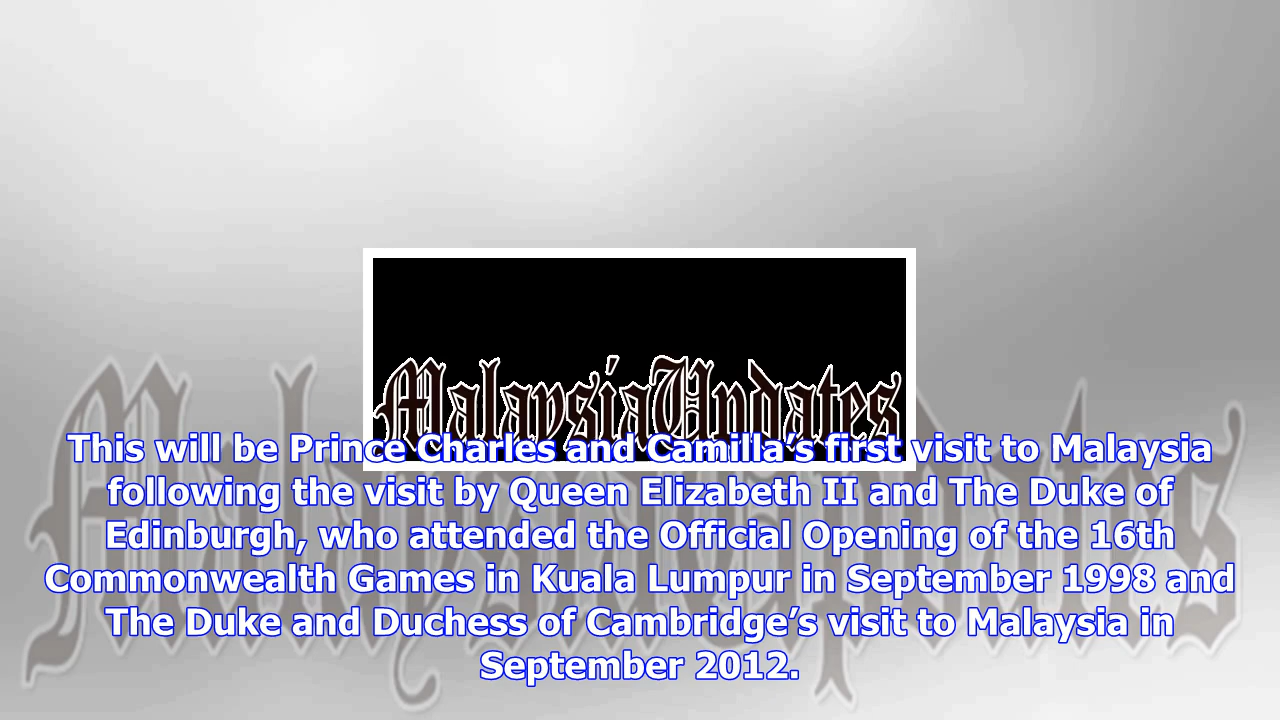 MalaysiaUpdates
This will be Prince Charles and Camilla’s first visit to Malaysia
following the visit by Queen Elizabeth II and The Duke of
Edinburgh, who attended the Official Opening of the 16th
Commonwealth Games in Kuala Lumpur in September 1998 and
The Duke and Duchess of Cambridge’s visit to Malaysia in
September 2012.